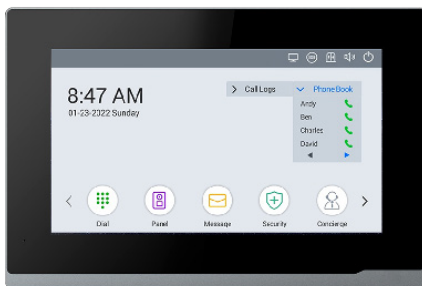 8:47 AM
01-23-2022 Sunday
Call Logs
Phone Book
Andy
Ben
Charles
David
Dial
Panel
Message
Security
Concierge